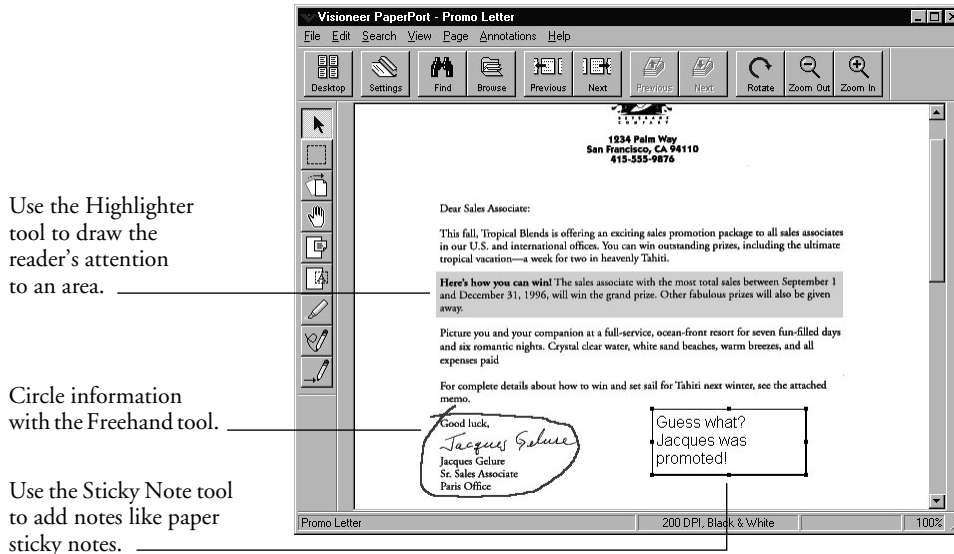 Visioneer PaperPort - Promo Letter
File Edit Search View Page Annotations Help
Desktop Settings Find Browse Previous Next Previous Next Rotate Zoom Out Zoom In
COMPANY
1234 Palm Way
San Francisco, CA 94110
415-555-9876
Dear Sales Associate:
This fall, Tropical Blends is offering an exciting sales promotion package to all sales associates
in our U.S. and international offices. You can win outstanding prizes, including the ultimate
tropical vacation—a week for two in heavenly Tahiti.
Here's how you can win! The sales associate with the most total sales between September 1
and December 31, 1996, will win the grand prize. Other fabulous prizes will also be given
away.
Picture you and your companion at a full-service, ocean-front resort for seven fun-filled days
and six romantic nights. Crystal clear water, white sand beaches, warm breezes, and all
expenses paid
For complete details about how to win and set sail for Tahiti next winter, see the attached
memo.
Good luck,
Jacques Gelure
Jacques Gelure
Sr. Sales Associate
Paris Office
Guess what?
Jacques was
promoted!
Promo Letter 200 DPI, Black & White 100%
Use the Highlighter
tool to draw the
reader's attention
to an area.
Circle information
with the Freehand tool.
Use the Sticky Note tool
to add notes like paper
sticky notes.